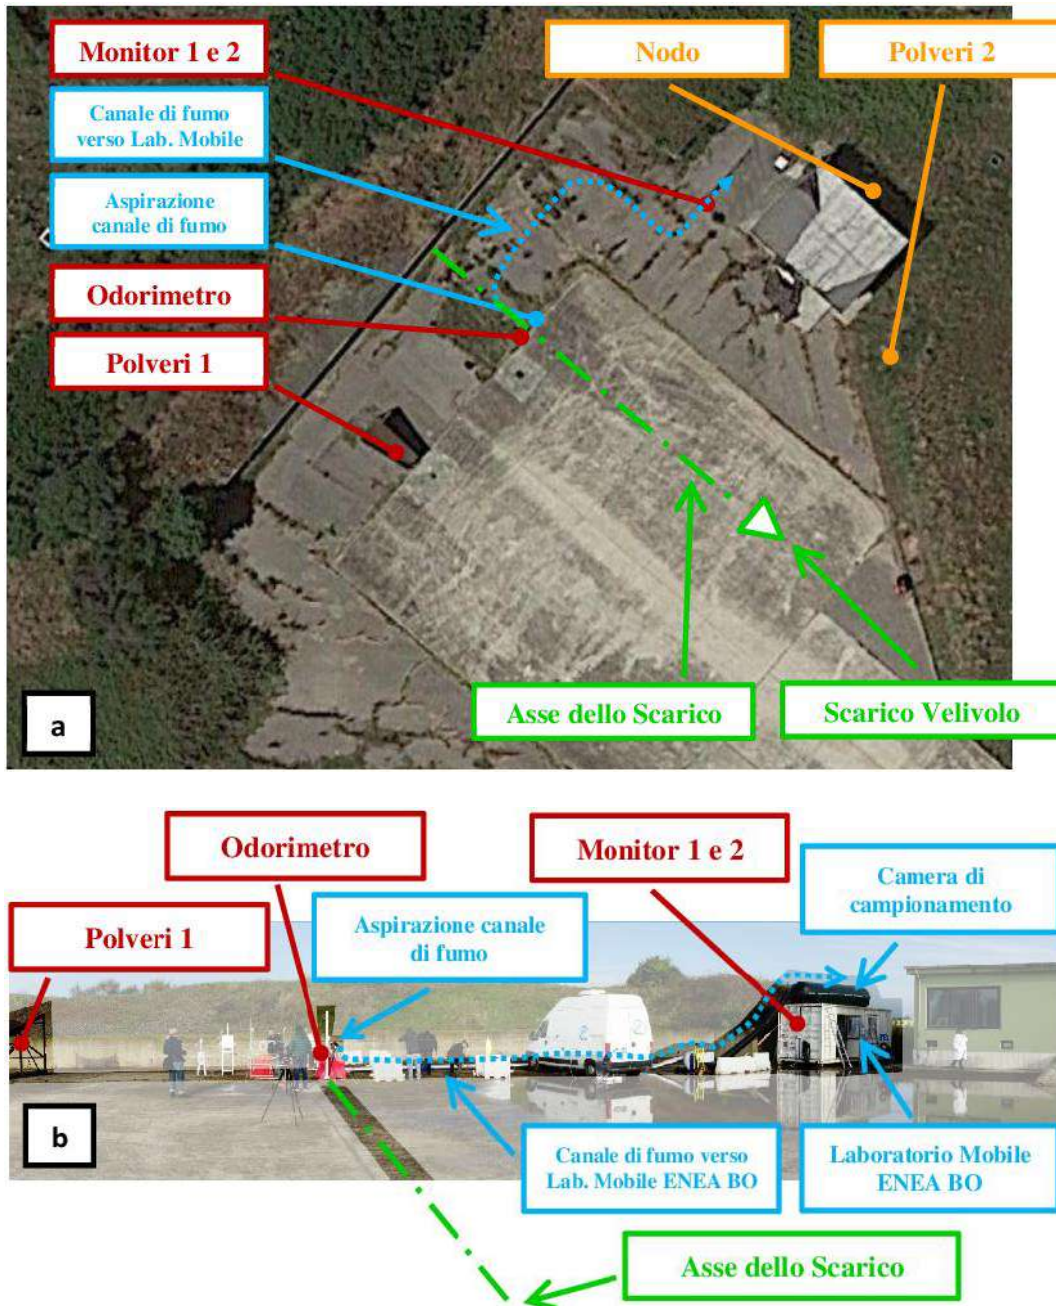 Monitor 1 e 2
Nodo
Polveri 2
Canale di fumo
verso Lab. Mobile
Aspirazione
canale di fumo
Odorimetro
Polveri 1
Asse dello Scarico
Scarico Velivolo
a
Odorimetro
Monitor 1 e 2
Camera di
campionamento
Aspirazione canale
di fumo
Polveri 1
b
Canale di fumo verso
Lab. Mobile ENEA BO
Laboratorio Mobile
ENEA BO
Asse dello Scarico